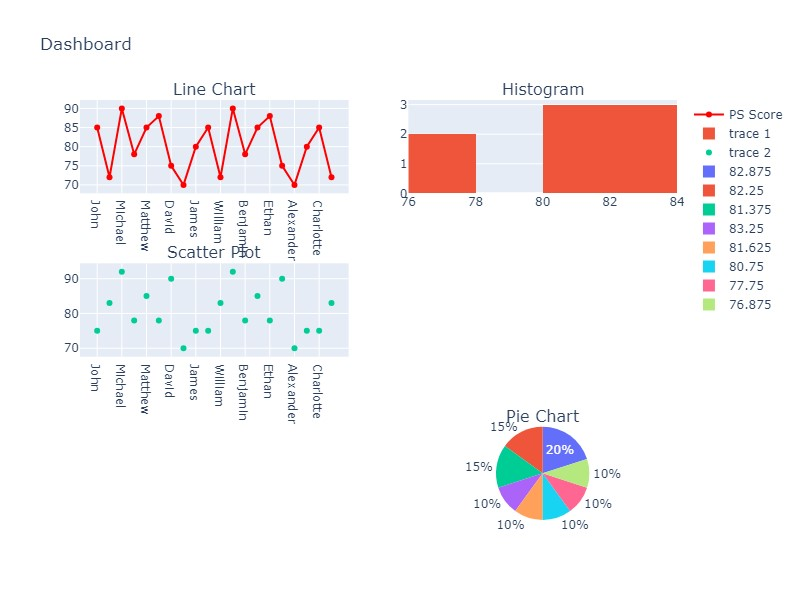 Dashboard
Line Chart
90
85
80
75
70
John
Michael
Matthew
David
James
William
Benjamin
Ethan
Alexander
Charlotte
Histogram
3
2
1
0
76
78
80
82
84
PS Score
trace 1
trace 2
82.875
82.25
81.375
83.25
81.625
80.75
77.75
76.875
Scatter Plot
90
80
70
John
Michael
Matthew
David
James
William
Benjamin
Ethan
Alexander
Charlotte
Pie Chart
20%
15%
15%
10%
10%
10%
10%
10%